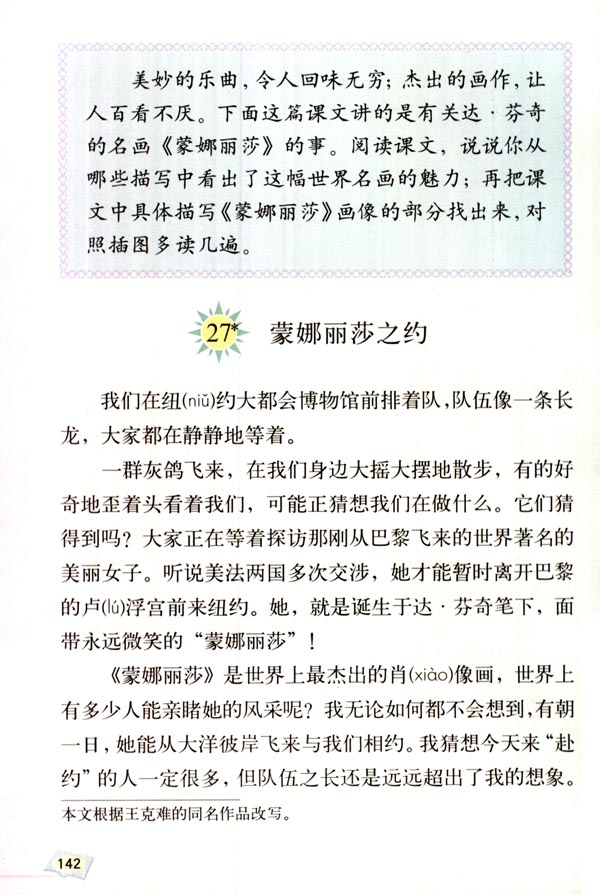 美妙的乐曲，令人回味无穷；杰出的画作，让
人百看不厌。下面这篇课文讲的是有关达·芬奇
的名画《蒙娜丽莎》的事。阅读课文，说说你从
哪些描写中看出了这幅世界名画的魅力；再把课
文中具体描写《蒙娜丽莎》画像的部分找出来，对
照插图多读几遍。
27* 蒙娜丽莎之约
我们在纽(niǔ)约大都会博物馆前排着队，队伍像一条长
龙，大家都在静静地等着。
一群灰鸽飞来，在我们身边大摇大摆地散步，有的好
奇地歪着头看着我们，可能正猜想我们在做什么。它们猜
得到吗？大家正在等着探访那刚从巴黎飞来的世界著名的
美丽女子。听说美法两国多次交涉，她才能暂时离开巴黎
的卢(lú)浮宫前来纽约。她，就是诞生于达·芬奇笔下，面
带永远微笑的“蒙娜丽莎”！
《蒙娜丽莎》是世界上最杰出的肖(xiào)像画，世界上
有多少人能亲睹她的风采呢？我无论如何都不会想到，有朝
一日，她能从大洋彼岸飞来与我们相约。我猜想今天来“赴
约”的人一定很多，但队伍之长还是远远超出了我的想象。
本文根据王克难的同名作品改写。
142